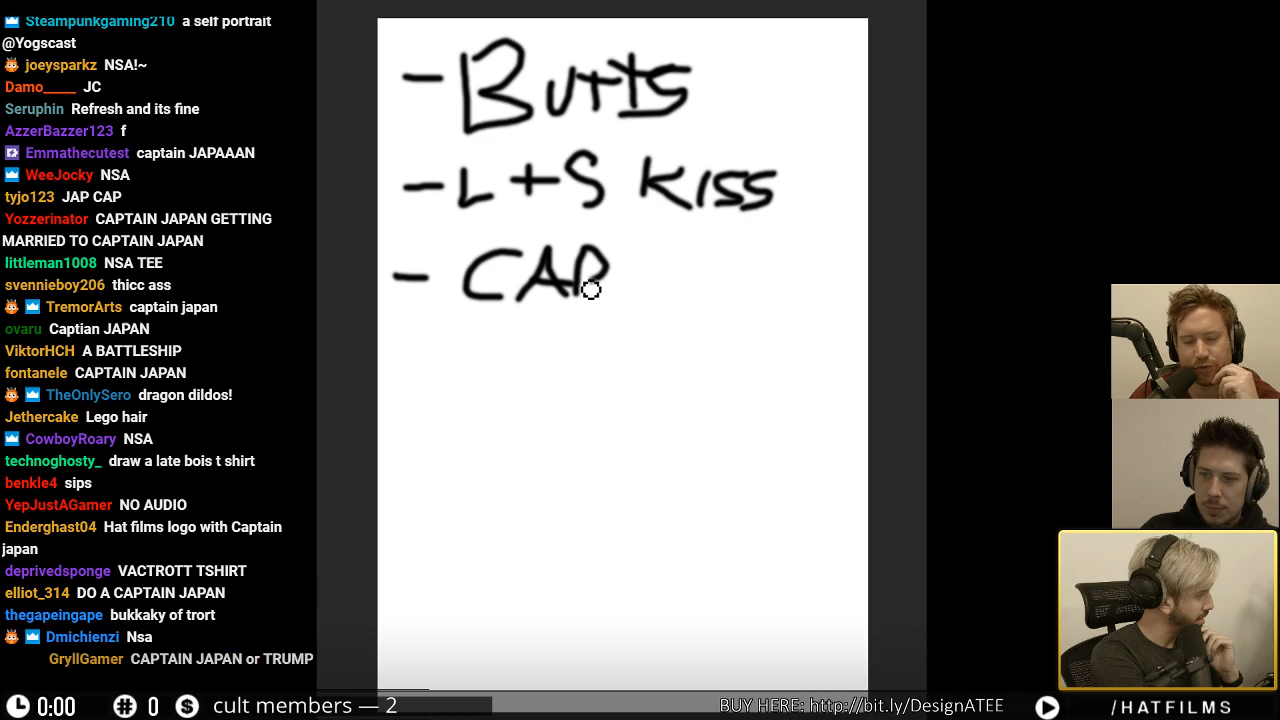 Steampunkgaming210 a self portrait
@Yogscast
joeysparkz NSA!~
Damo_____ JC
Seruphin Refresh and its fine
AzzerBazzer123 f
Emmathecutest captain JAPAAAN
WeeJocky NSA
tyjo123 JAP CAP
Yozzerinator CAPTAIN JAPAN GETTING
MARRIED TO CAPTAIN JAPAN
littleman1008 NSA TEE
svennieboy206 thicc ass
TremorArts captain japan
ovaru Captian JAPAN
ViktorHCH A BATTLESHIP
fontanele CAPTAIN JAPAN
TheOnlySero dragon dildos!
Jethercake Lego hair
CowboyRoary NSA
technoghosty_ draw a late bois t shirt
benkle4 sips
YepJustAGamer NO AUDIO
Enderghast04 Hat films logo with Captain
japan
deprivedsponge VACTROTT TSHIRT
elliot_314 DO A CAPTAIN JAPAN
thegapeingape bukkaky of trort
Dmichienzi Nsa
GryllGamer CAPTAIN JAPAN or TRUMP
- Butts
- L + S KISS
- CAP
0:00 # 0 $ cult members — 2
BUY HERE: http://bit.ly/DesignATEE
/HATFILMS